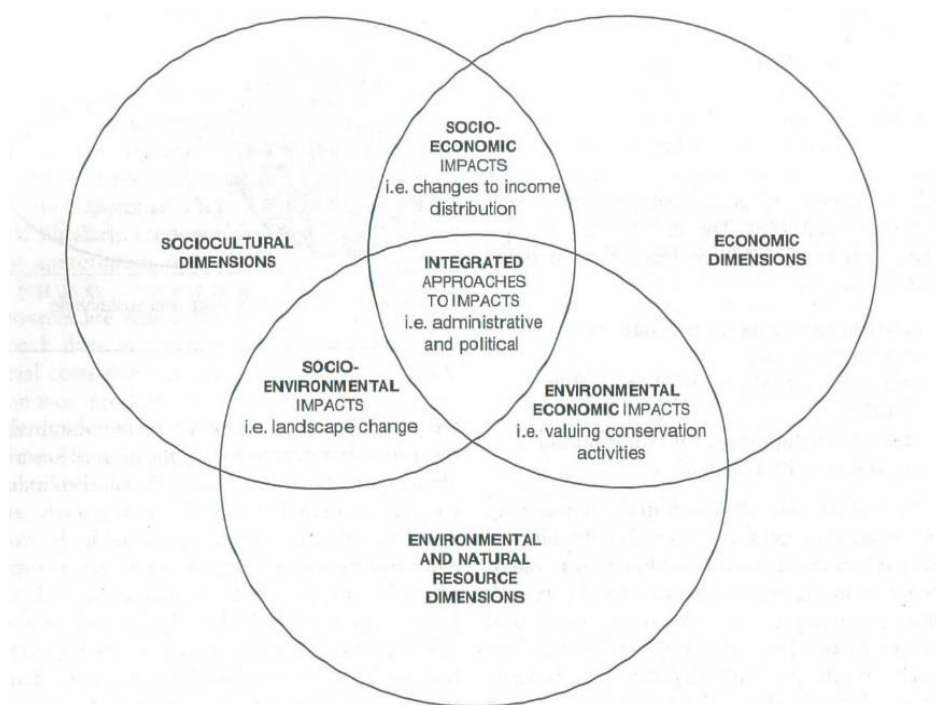 SOCIO-
ECONOMIC
IMPACTS
i.e. changes to income
distribution
SOCIOCULTURAL
DIMENSIONS
ECONOMIC
DIMENSIONS
INTEGRATED
APPROACHES
TO IMPACTS
i.e. administrative
and political
SOCIO-
ENVIRONMENTAL
IMPACTS
i.e. landscape change
ENVIRONMENTAL
ECONOMIC IMPACTS
i.e. valuing conservation
activities
ENVIRONMENTAL
AND NATURAL
RESOURCE
DIMENSIONS